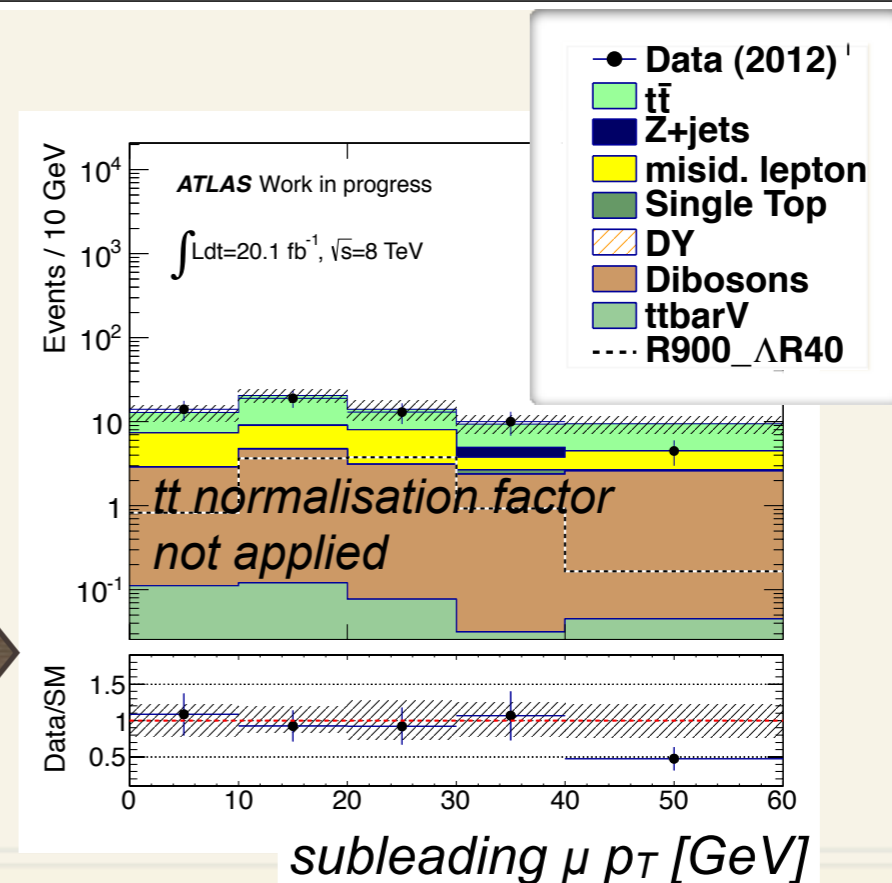 Data (2012)
tt̄
Z+jets
misid. lepton
Single Top
DY
Dibosons
ttbarV
R900_ΛR40
Events / 10 GeV
10⁴
10³
10²
10
1
10⁻¹
ATLAS Work in progress
∫Ldt=20.1 fb⁻¹, √s=8 TeV
tt normalisation factor
not applied
Data/SM
1.5
1
0.5
0 10 20 30 40 50 60
subleading μ pT [GeV]